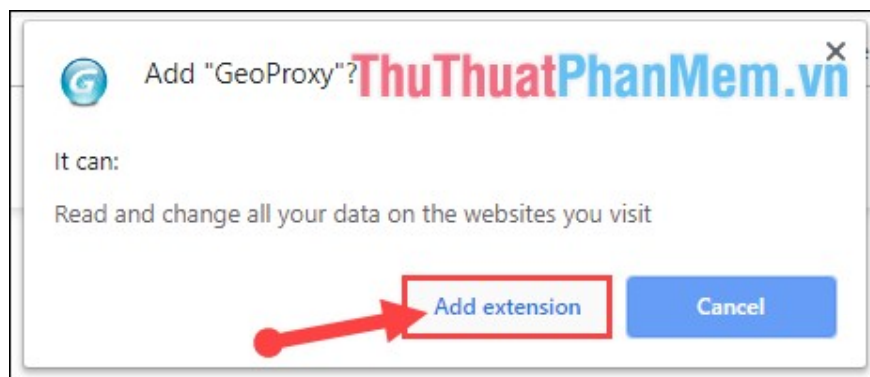 Add "GeoProxy"?
ThuThuatPhanMem.vn
It can:
Read and change all your data on the websites you visit
Add extension
Cancel